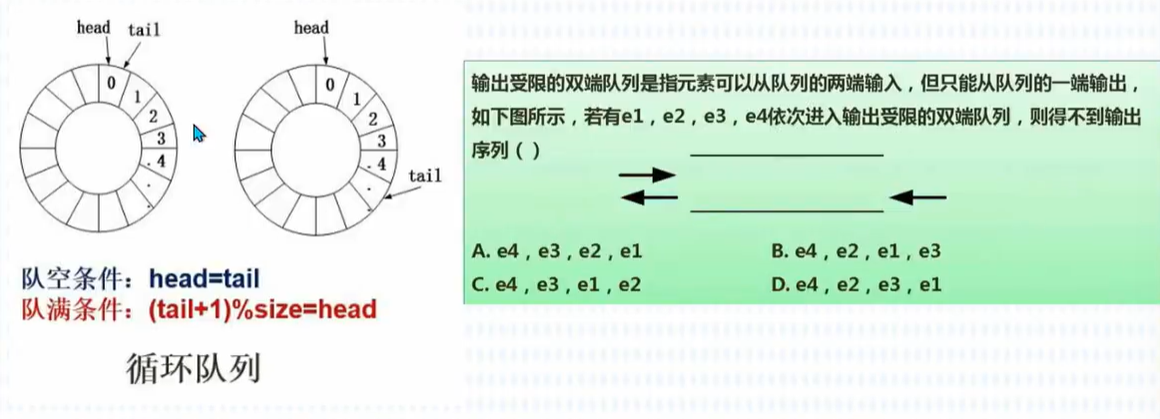 head tail
0
1
2
3
4
head
0
1
2
3
4
tail
队空条件：head=tail
队满条件：(tail+1)%size=head
循环队列
输出受限的双端队列是指元素可以从队列的两端输入，但只能从队列的一端输出，
如下图所示，若有e1，e2，e3，e4依次进入输出受限的双端队列，则得不到输出
序列（ ）
A. e4，e3，e2，e1
B. e4，e2，e1，e3
C. e4，e3，e1，e2
D. e4，e2，e3，e1